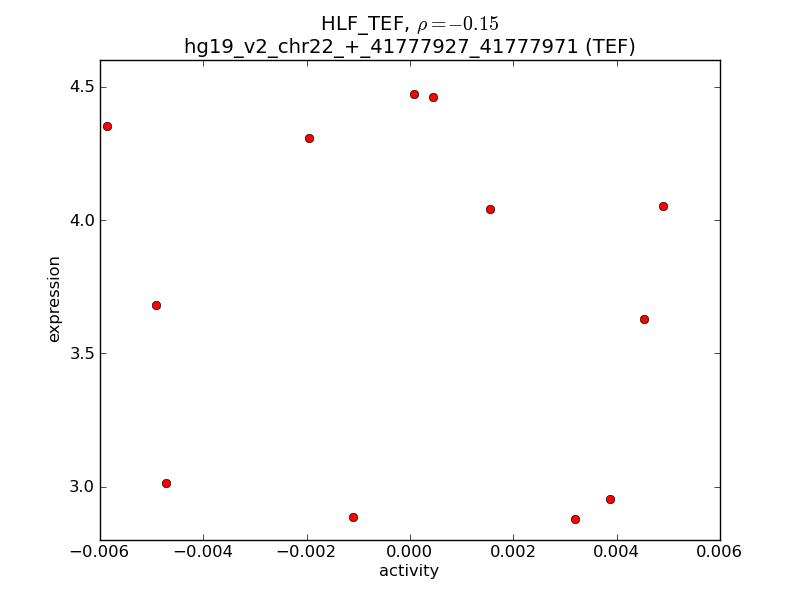 HLF_TEF, ρ = −0.15
hg19_v2_chr22_+_41777927_41777971 (TEF)
4.5
4.0
3.5
3.0
expression
−0.006 −0.004 −0.002 0.000 0.002 0.004 0.006
activity